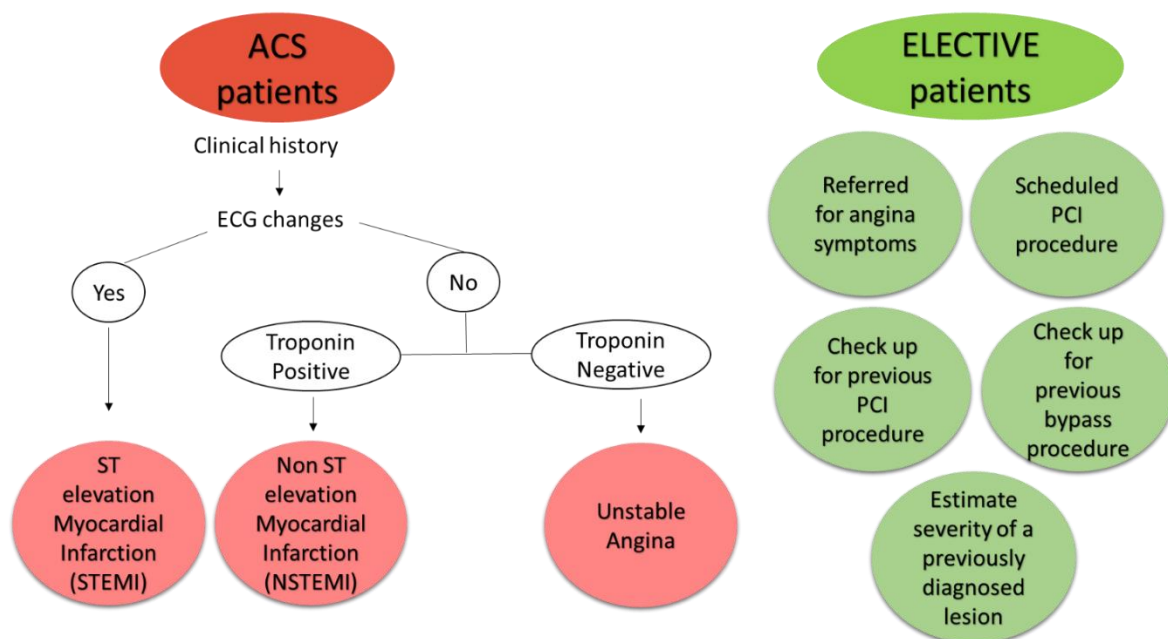 ACS
patients
Clinical history
ECG changes
Yes
No
Troponin
Positive
Troponin
Negative
ST
elevation
Myocardial
Infarction
(STEMI)
Non ST
elevation
Myocardial
Infarction
(NSTEMI)
Unstable
Angina
ELECTIVE
patients
Referred
for angina
symptoms
Scheduled
PCI
procedure
Check up
for previous
PCI
procedure
Check up
for
previous
bypass
procedure
Estimate
severity of a
previously
diagnosed
lesion